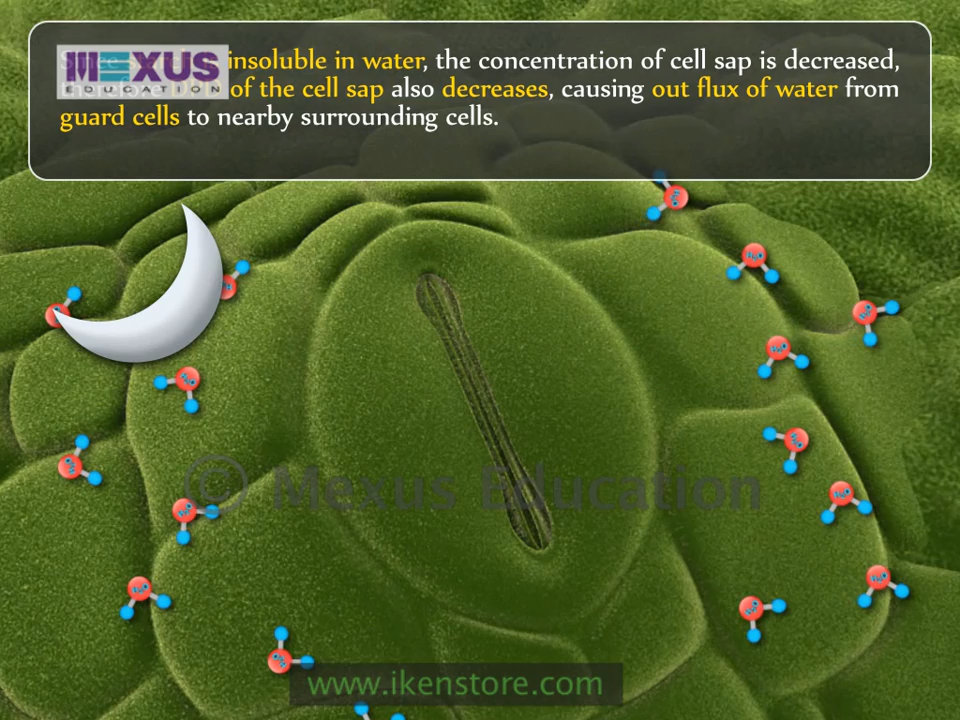 MEXUS
EDUCATION
insoluble in water, the concentration of cell sap is decreased,
of the cell sap also decreases, causing out flux of water from
guard cells to nearby surrounding cells.
© Mexus Education
www.ikenstore.com